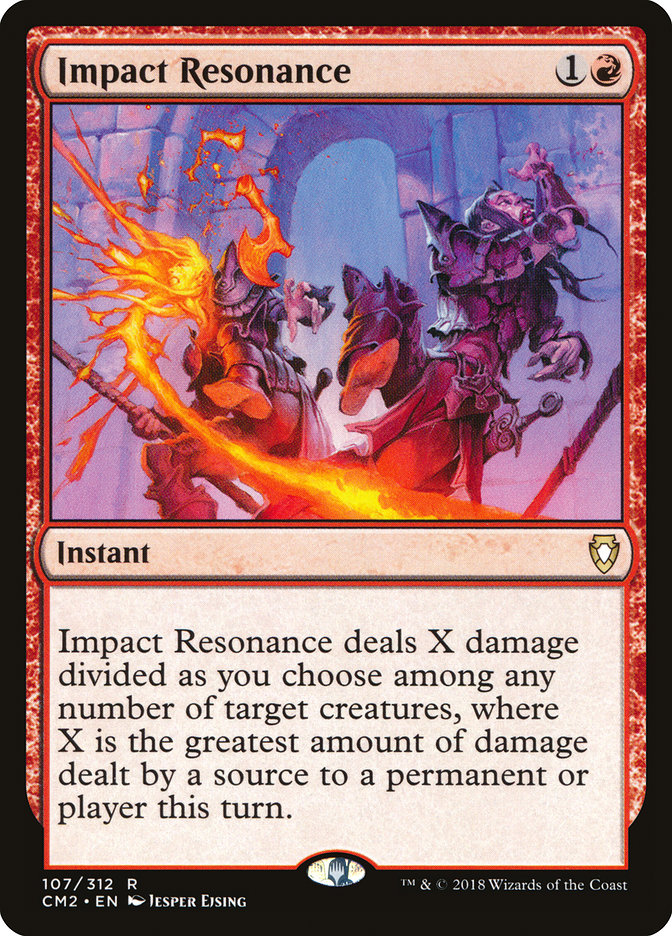 Impact Resonance 1
Instant
Impact Resonance deals X damage
divided as you choose among any
number of target creatures, where
X is the greatest amount of damage
dealt by a source to a permanent or
player this turn.
107/312 R
CM2 • EN Jesper Ejsing
™ & © 2018 Wizards of the Coast